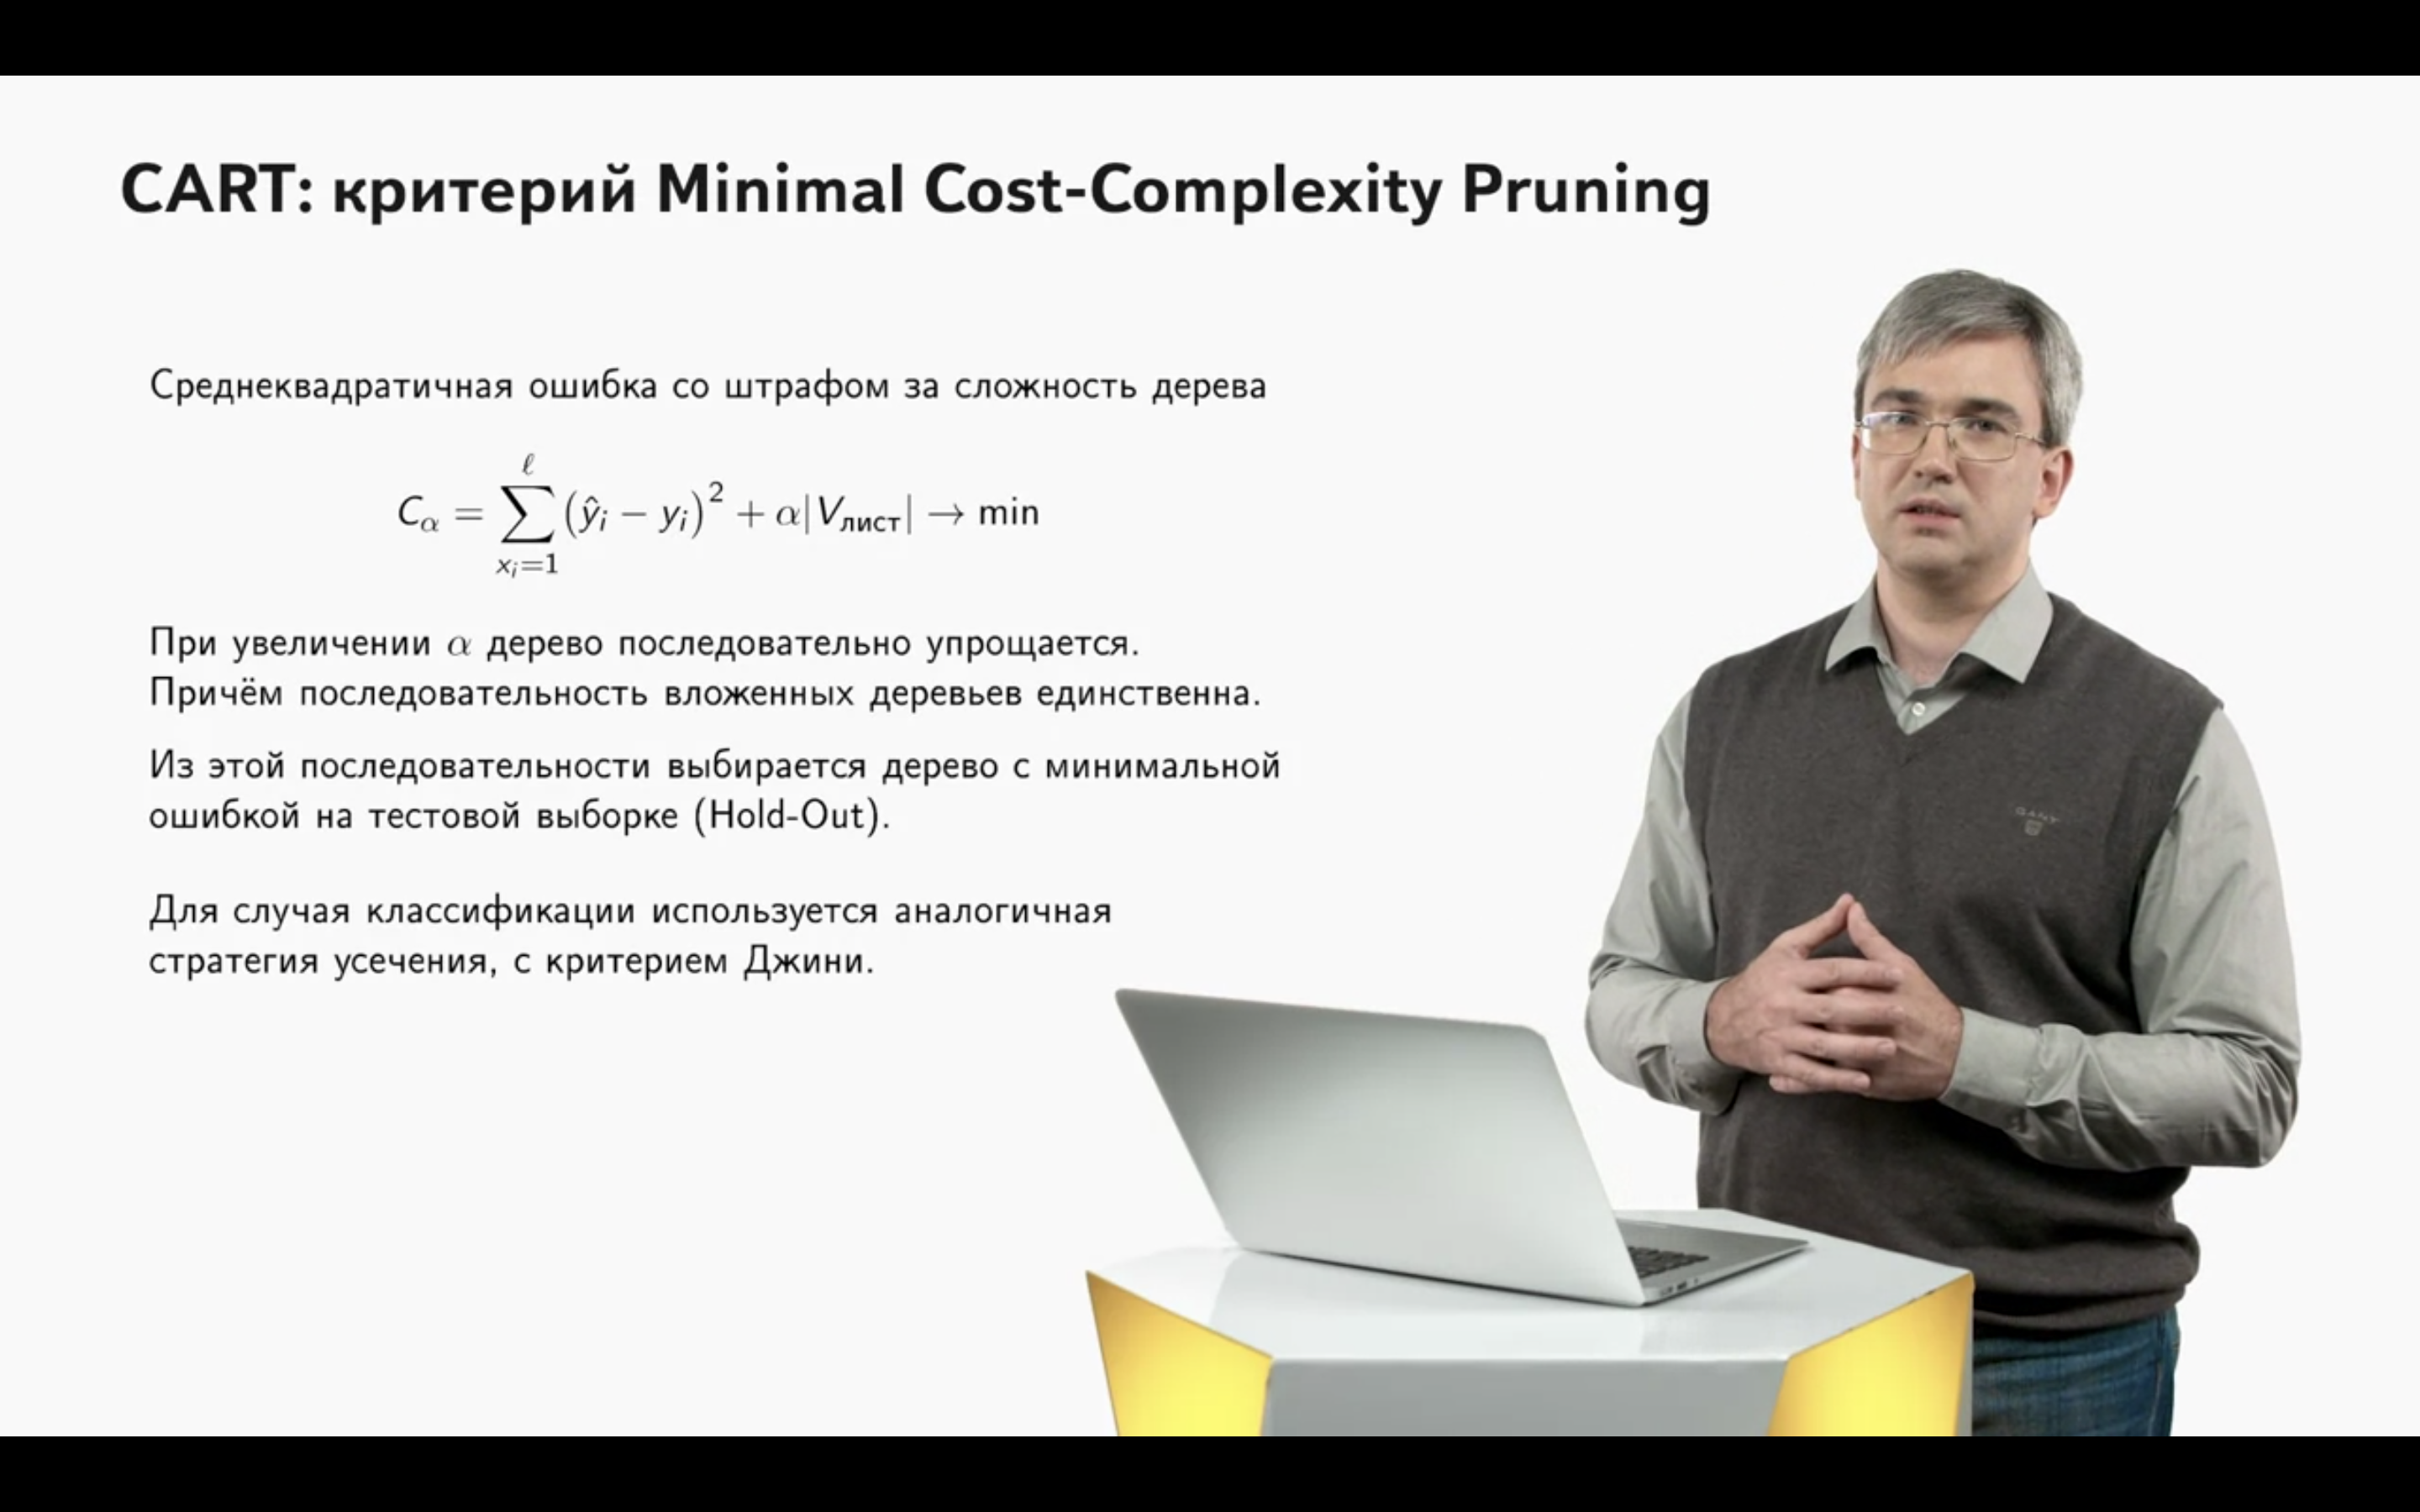 CART: критерий Minimal Cost-Complexity Pruning
Среднеквадратичная ошибка со штрафом за сложность дерева
$C_\alpha = \sum_{x_i=1}^{\ell} (\hat{y}_i - y_i)^2 + \alpha |V_{\text{лист}}| \to \min$
При увеличении α дерево последовательно упрощается.
Причём последовательность вложенных деревьев единственна.
Из этой последовательности выбирается дерево с минимальной
ошибкой на тестовой выборке (Hold-Out).
Для случая классификации используется аналогичная
стратегия усечения, с критерием Джини.
GANT